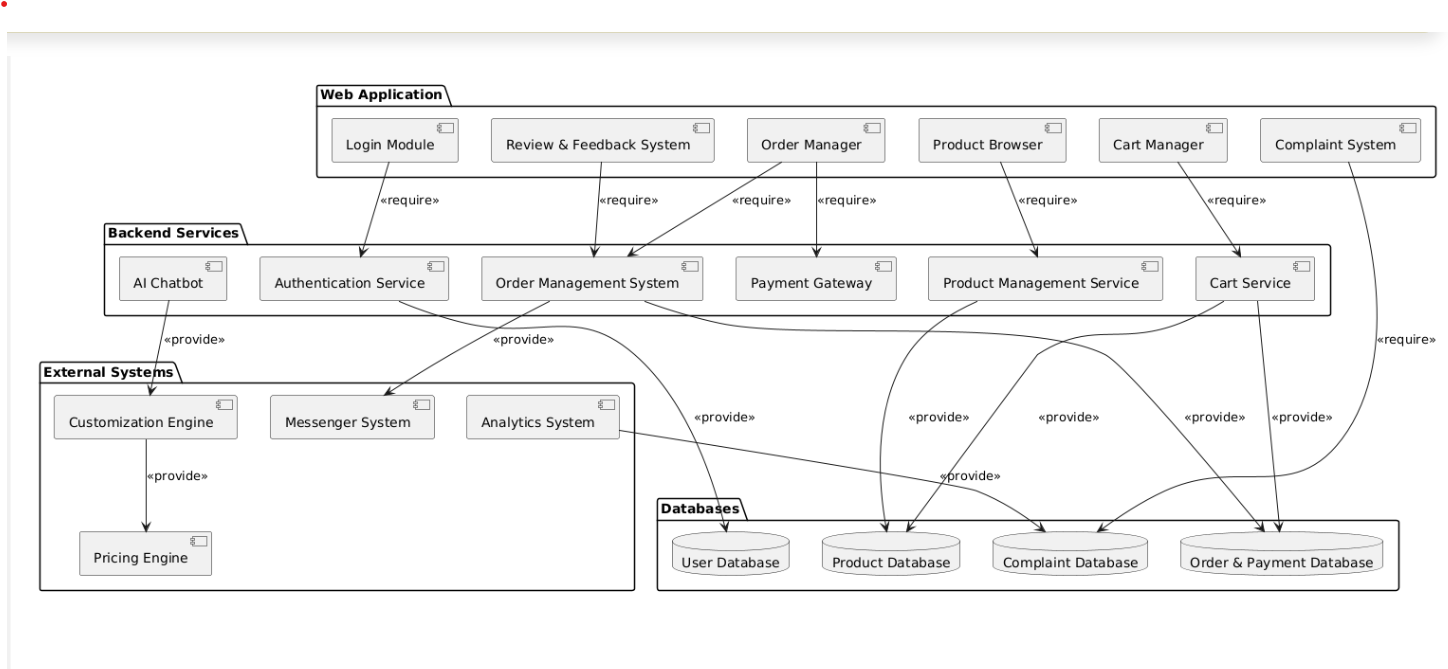 Web Application
Login Module
Review & Feedback System
Order Manager
Product Browser
Cart Manager
Complaint System
«require»
«require»
«require»
«require»
«require»
«require»
Backend Services
AI Chatbot
Authentication Service
Order Management System
Payment Gateway
Product Management Service
Cart Service
«provide»
«provide»
«require»
External Systems
Customization Engine
Messenger System
Analytics System
«provide»
«provide»
«provide»
«provide»
«provide»
«provide»
«provide»
Databases
Pricing Engine
User Database
Product Database
Complaint Database
Order & Payment Database